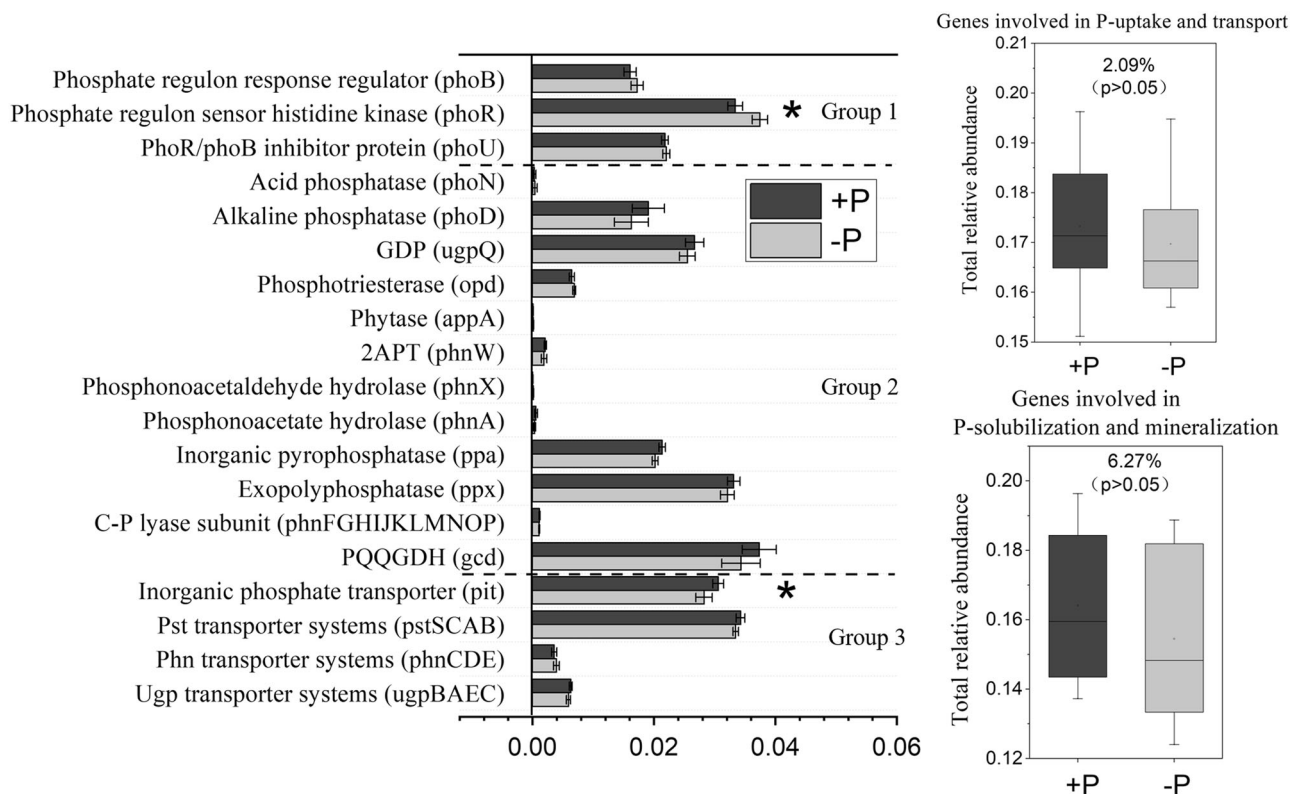 Phosphate regulon response regulator (phoB)
Phosphate regulon sensor histidine kinase (phoR)
PhoR/phoB inhibitor protein (phoU)
Acid phosphatase (phoN)
Alkaline phosphatase (phoD)
GDP (ugpQ)
Phosphotriesterase (opd)
Phytase (appA)
2APT (phnW)
Phosphonoacetaldehyde hydrolase (phnX)
Phosphonoacetate hydrolase (phnA)
Inorganic pyrophosphatase (ppa)
Exopolyphosphatase (ppx)
C-P lyase subunit (phnFGHIJKLMNOP)
PQQGDH (gcd)
Inorganic phosphate transporter (pit)
Pst transporter systems (pstSCAB)
Phn transporter systems (phnCDE)
Ugp transporter systems (ugpBAEC)
* Group 1
+P
-P
Group 2
*
Group 3
0.00 0.02 0.04 0.06
Genes involved in P-uptake and transport
Total relative abundance
0.21
0.20
0.19
0.18
0.17
0.16
0.15
2.09%
(p>0.05)
+P -P
Genes involved in
P-solubilization and mineralization
Total relative abundance
0.20
0.18
0.16
0.14
0.12
6.27%
(p>0.05)
+P -P